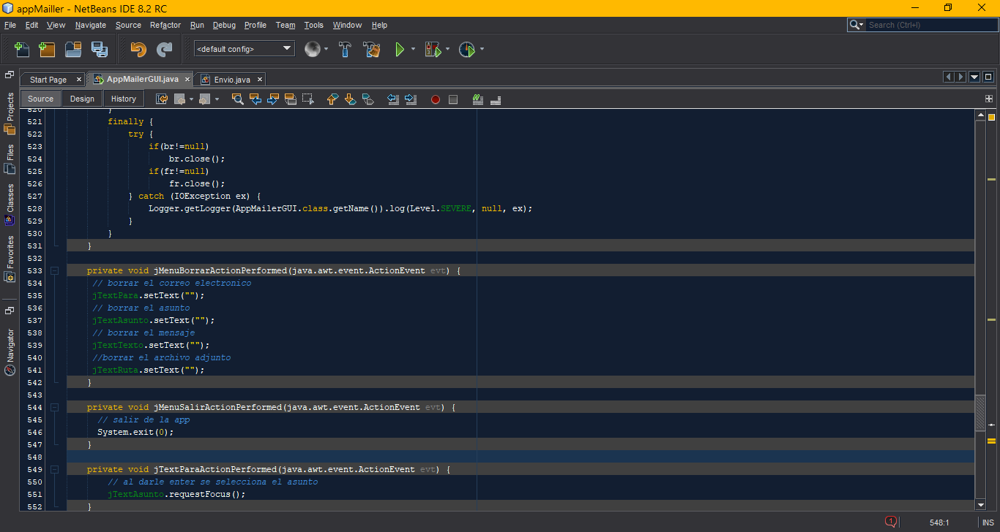 appMailler - NetBeans IDE 8.2 RC
File Edit View Navigate Source Refactor Run Debug Profile Team Tools Window Help
Search (Ctrl+I)
<default config>
Start Page
AppMailerGUI.java
Envio.java
Source Design History
Projects
Files
Classes
Favorites
Navigator
520 }
521 finally {
522 try {
523 if(br!=null)
524 br.close();
525 if(fr!=null)
526 fr.close();
527 } catch (IOException ex) {
528 Logger.getLogger(AppMailerGUI.class.getName()).log(Level.SEVERE, null, ex);
529 }
530 }
531 }
532
533 private void jMenuBorrarActionPerformed(java.awt.event.ActionEvent evt) {
534 // borrar el correo electronico
535 jTextPara.setText("");
536 // borrar el asunto
537 jTextAsunto.setText("");
538 // borrar el mensaje
539 jTextTexto.setText("");
540 //borrar el archivo adjunto
541 jTextRuta.setText("");
542 }
543
544 private void jMenuSalirActionPerformed(java.awt.event.ActionEvent evt) {
545 // salir de la app
546 System.exit(0);
547 }
548
549 private void jTextParaActionPerformed(java.awt.event.ActionEvent evt) {
550 // al darle enter se selecciona el asunto
551 jTextAsunto.requestFocus();
552 }
1
548:1
INS